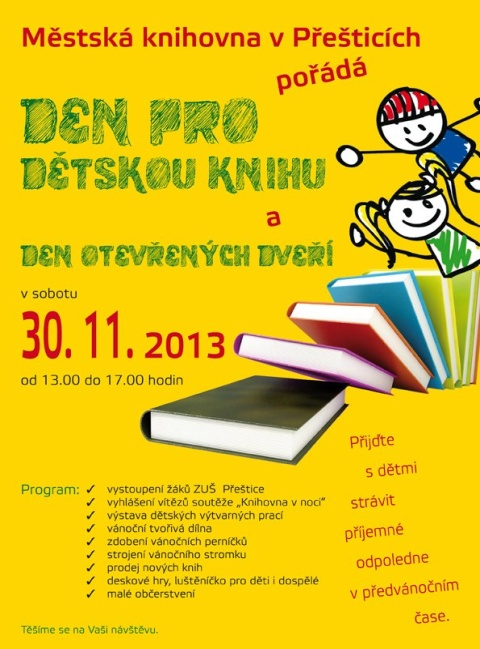 Městská knihovna v Přešticích
pořádá
DEN PRO
DĚTSKOU KNIHU
a
DEN OTEVŘENÝCH DVEŘÍ
v sobotu
30. 11. 2013
od 13.00 do 17.00 hodin
Program: ✓ vystoupení žáků ZUŠ Přeštice
✓ vyhlášení vítězů soutěže „Knihovna v noci"
✓ výstava dětských výtvarných prací
✓ vánoční tvořivá dílna
✓ zdobení vánočních perníčků
✓ strojení vánočního stromku
✓ prodej nových knih
✓ deskové hry, luštěníčko pro děti i dospělé
✓ malé občerstvení
Přijďte
s dětmi
strávit
příjemné
odpoledne
v předvánočním
čase.
Těšíme se na Vaši návštěvu.